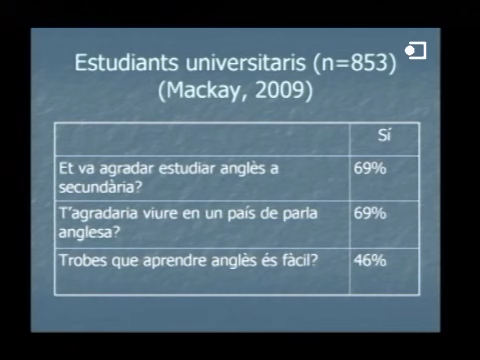 Estudiants universitaris (n=853)
(Mackay, 2009)
Sí
Et va agradar estudiar anglès a
secundària?
69%
T'agradaria viure en un país de parla
anglesa?
69%
Trobes que aprendre anglès és fàcil?
46%